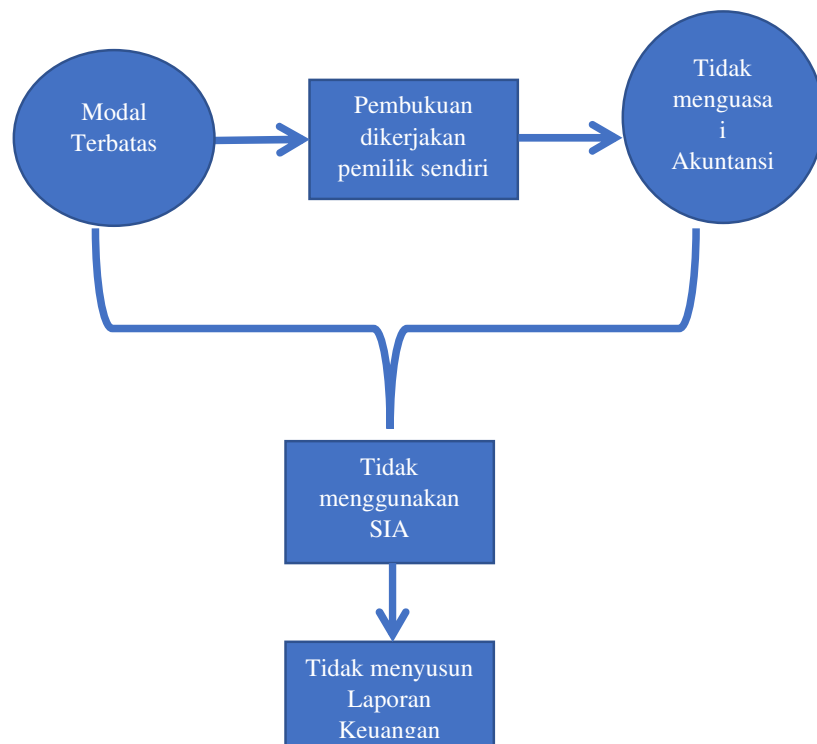 Modal
Terbatas
Pembukuan
dikerjakan
pemilik sendiri
Tidak
menguasa
i
Akuntansi
Tidak
menggunakan
SIA
Tidak menyusun
Laporan
Keuangan